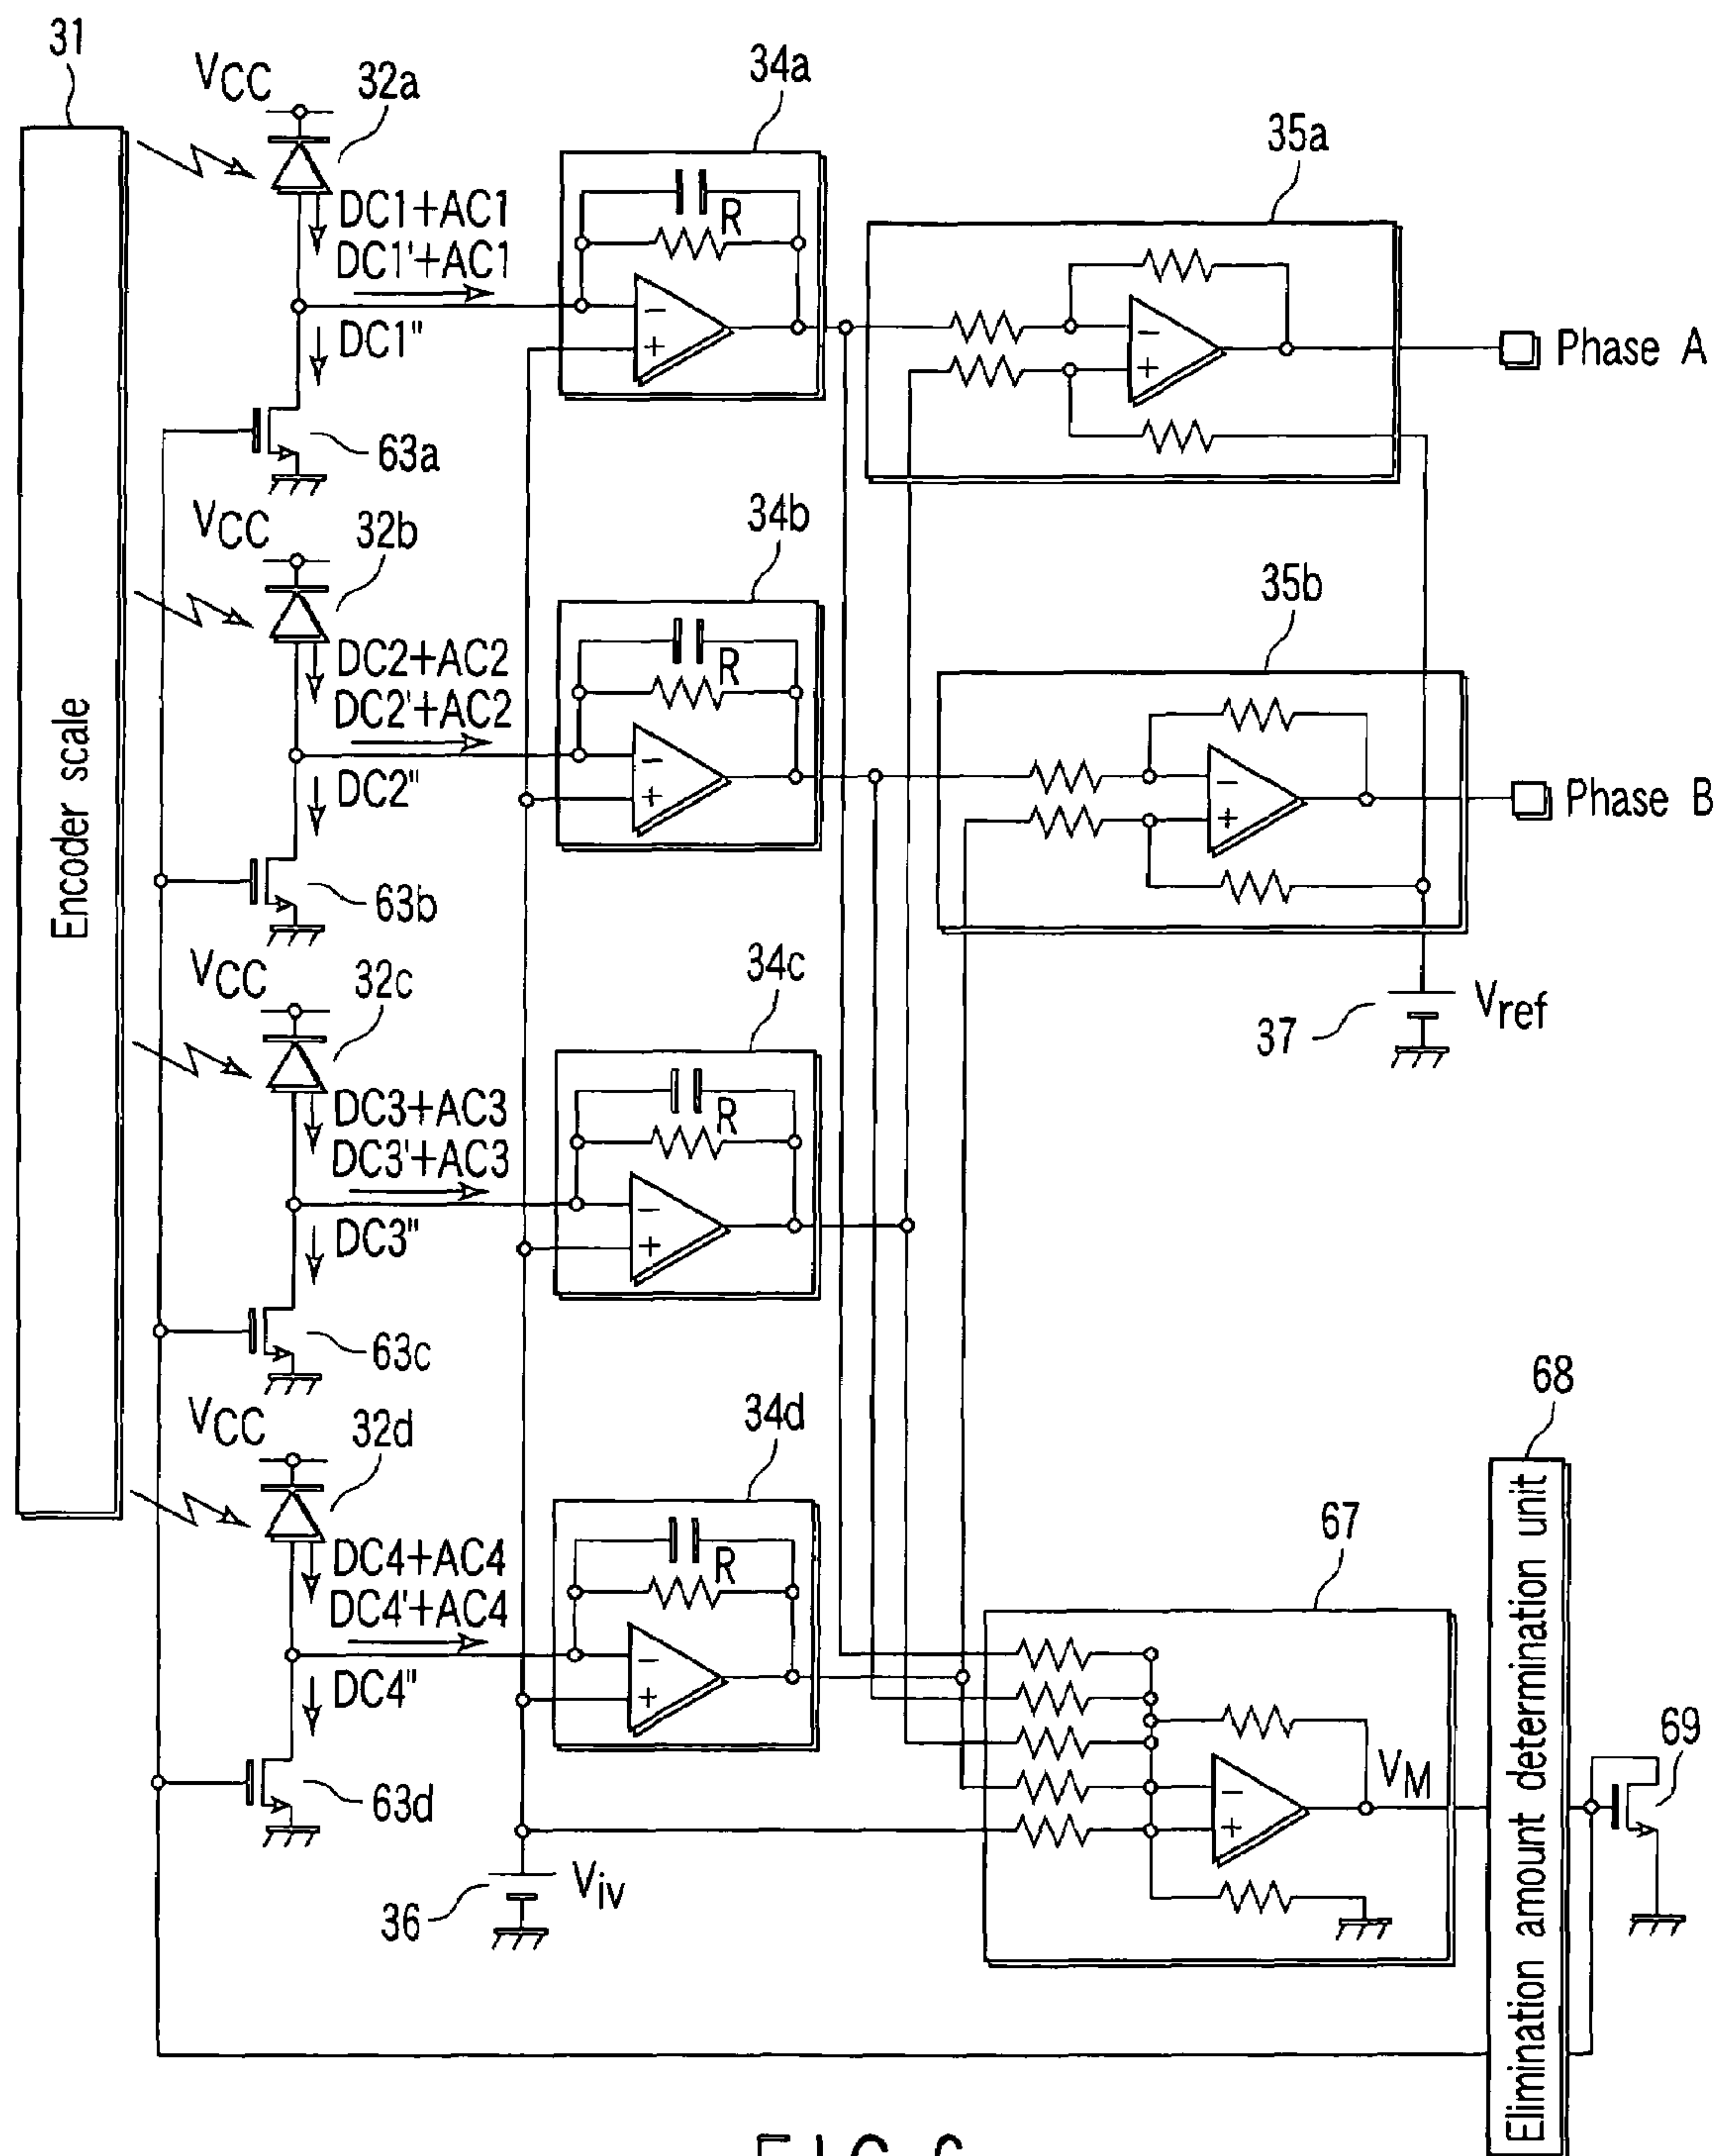 31
VCC
32a
DC1+AC1
DC1'+AC1
DC1"
63a
34a
R
−
+
35a
−
+
Phase A
VCC
32b
DC2+AC2
DC2'+AC2
DC2"
63b
34b
R
−
+
35b
−
+
Phase B
37
Vref
Encoder scale
VCC
32c
DC3+AC3
DC3'+AC3
DC3"
63c
34c
R
−
+
VCC
32d
DC4+AC4
DC4'+AC4
DC4"
63d
34d
R
−
+
36
Viv
67
−
+
VM
68
Elimination amount determination unit
69
FIG. 6